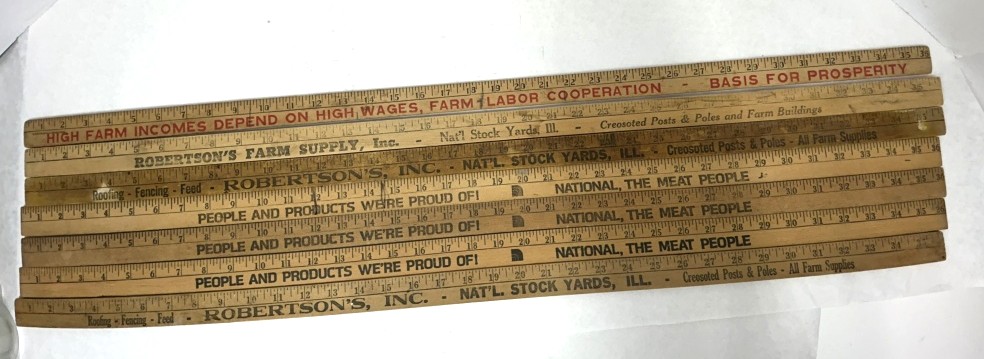 HIGH FARM INCOMES DEPEND ON HIGH WAGES, FARM LABOR COOPERATION - BASIS FOR PROSPERITY
ROBERTSON'S FARM SUPPLY, Inc. - Nat'l Stock Yards, Ill. - Creosoted Posts & Poles and Farm Buildings
Roofing - Fencing - Feed - ROBERTSON'S, INC. - NAT'L. STOCK YARDS, ILL. - Creosoted Posts & Poles - All Farm Supplies
PEOPLE AND PRODUCTS WE'RE PROUD OF! NATIONAL, THE MEAT PEOPLE
PEOPLE AND PRODUCTS WE'RE PROUD OF! NATIONAL, THE MEAT PEOPLE
PEOPLE AND PRODUCTS WE'RE PROUD OF! NATIONAL, THE MEAT PEOPLE
Roofing - Fencing - Feed - ROBERTSON'S, INC. - NAT'L. STOCK YARDS, ILL. - Creosoted Posts & Poles - All Farm Supplies